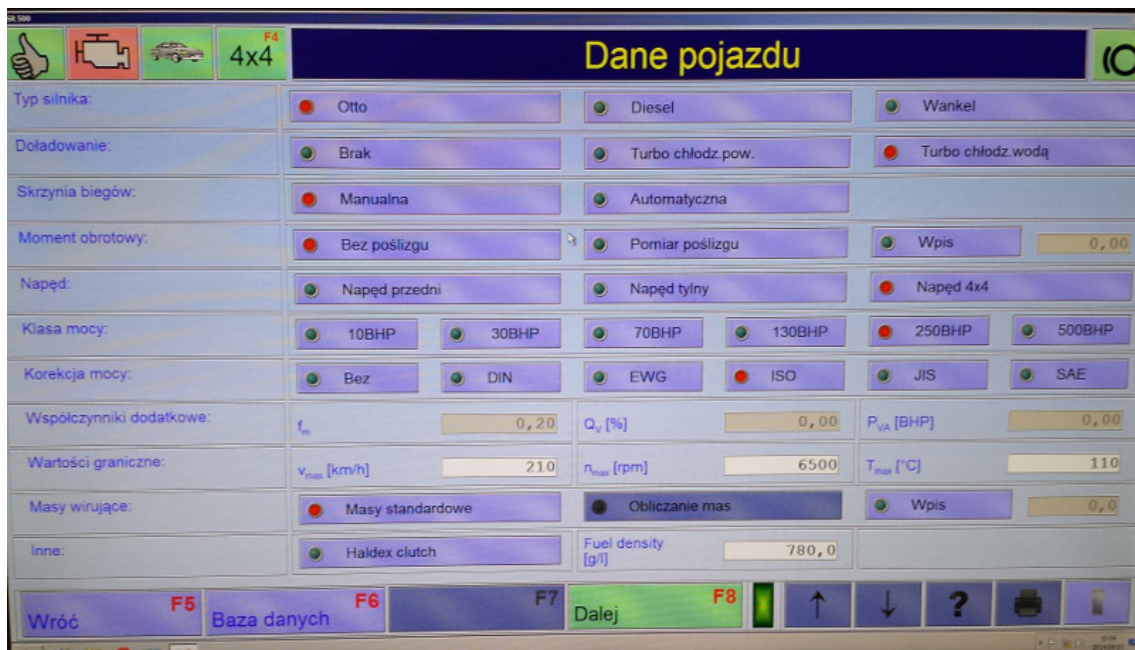 SR 500
F4
4x4
Dane pojazdu
Typ silnika:
Otto
Diesel
Wankel
Doładowanie:
Brak
Turbo chłodz.pow.
Turbo chłodz.wodą
Skrzynia biegów:
Manualna
Automatyczna
Moment obrotowy:
Bez poślizgu
Pomiar poślizgu
Wpis
0,00
Napęd:
Napęd przedni
Napęd tylny
Napęd 4x4
Klasa mocy:
10BHP
30BHP
70BHP
130BHP
250BHP
500BHP
Korekcja mocy:
Bez
DIN
EWG
ISO
JIS
SAE
Współczynniki dodatkowe:
fm
0,20
QV [%]
0,00
PVA [BHP]
0,00
Wartości graniczne:
vmax [km/h]
210
nmax [rpm]
6500
Tmax [°C]
110
Masy wirujące:
Masy standardowe
Obliczanie mas
Wpis
0,0
Inne:
Haldex clutch
Fuel density
[g/l]
780,0
Wróć
F5
Baza danych
F6
F7
Dalej
F8
?